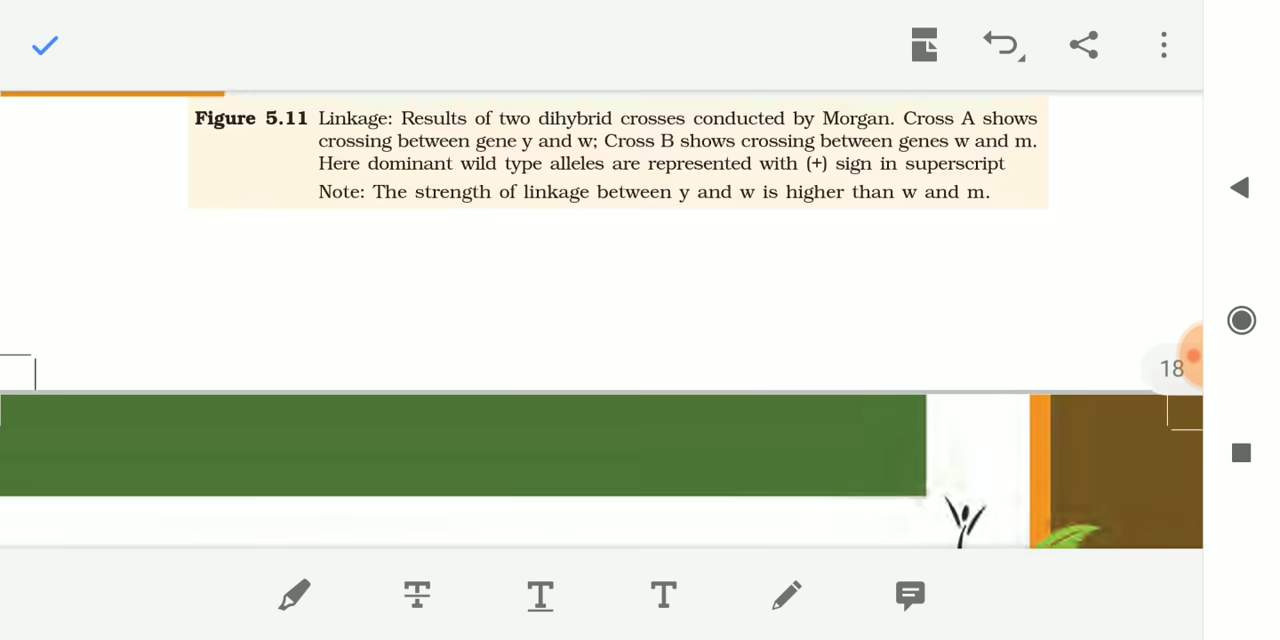 Figure 5.11 Linkage: Results of two dihybrid crosses conducted by Morgan. Cross A shows
crossing between gene y and w; Cross B shows crossing between genes w and m.
Here dominant wild type alleles are represented with (+) sign in superscript
Note: The strength of linkage between y and w is higher than w and m.
18
T
T
T